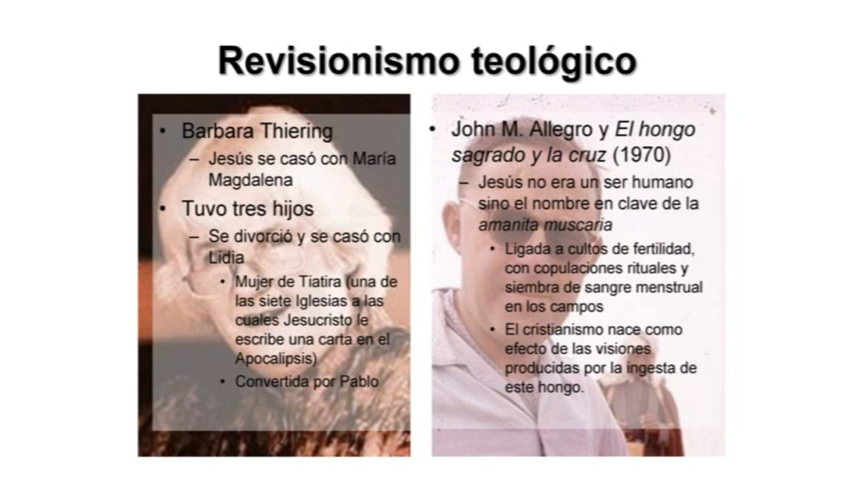 Revisionismo teológico
• Barbara Thiering
– Jesús se casó con María
Magdalena
• Tuvo tres hijos
– Se divorció y se casó con
Lidia
• Mujer de Tiatira (una de
las siete Iglesias a las
cuales Jesucristo le
escribe una carta en el
Apocalipsis)
• Convertida por Pablo
• John M. Allegro y El hongo
sagrado y la cruz (1970)
– Jesús no era un ser humano
sino el nombre en clave de la
amanita muscaria
• Ligada a cultos de fertilidad,
con copulaciones rituales y
siembra de sangre menstrual
en los campos
• El cristianismo nace como
efecto de las visiones
producidas por la ingesta de
este hongo.